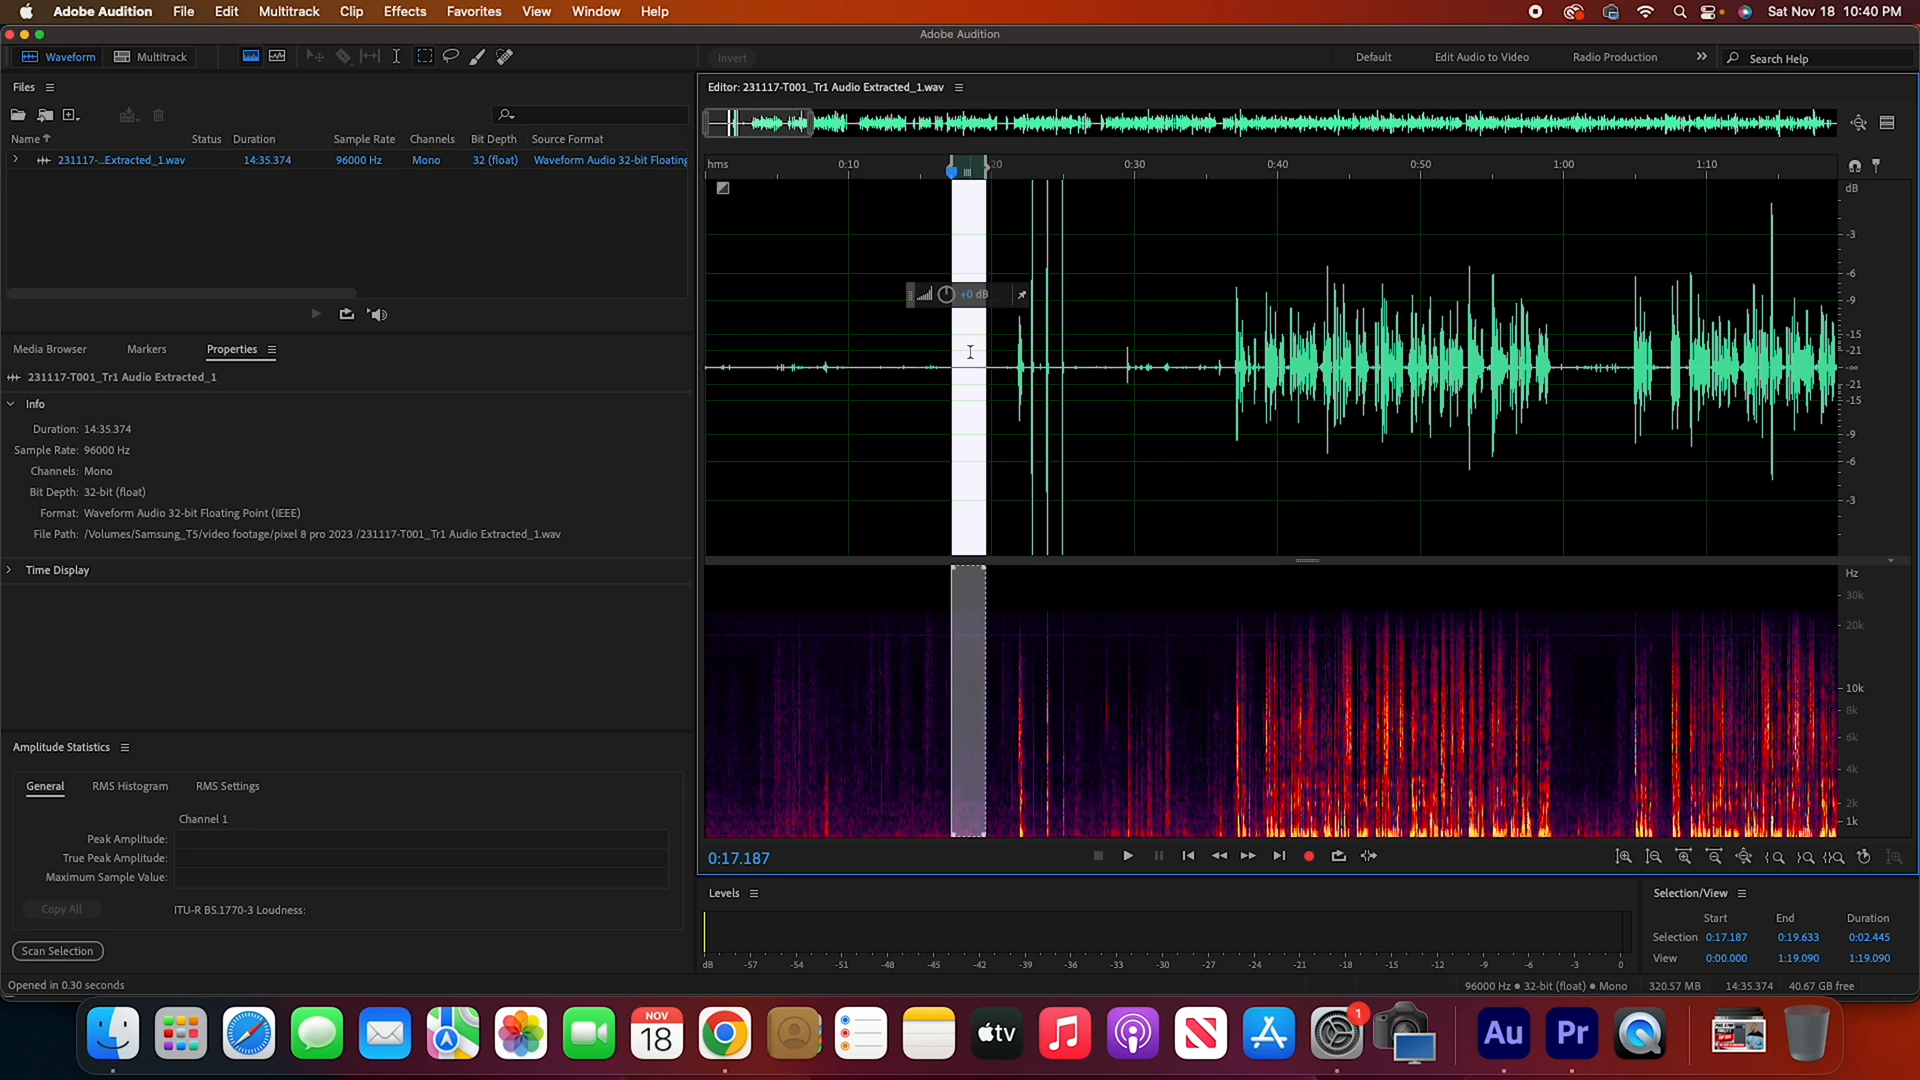 Adobe Audition File Edit Multitrack Clip Effects Favorites View Window Help Sat Nov 18 10:40 PM
Adobe Audition
Waveform Multitrack Invert Default Edit Audio to Video Radio Production Search Help
Files
Name Status Duration Sample Rate Channels Bit Depth Source Format
231117-...Extracted_1.wav 14:35.374 96000 Hz Mono 32 (float) Waveform Audio 32-bit Floating
Media Browser Markers Properties
231117-T001_Tr1 Audio Extracted_1
Info
Duration: 14:35.374
Sample Rate: 96000 Hz
Channels: Mono
Bit Depth: 32-bit (float)
Format: Waveform Audio 32-bit Floating Point (IEEE)
File Path: /Volumes/Samsung_T5/video footage/pixel 8 pro 2023 /231117-T001_Tr1 Audio Extracted_1.wav
Time Display
Amplitude Statistics
General RMS Histogram RMS Settings
Channel 1
Peak Amplitude:
True Peak Amplitude:
Maximum Sample Value:
Copy All ITU-R BS.1770-3 Loudness:
Scan Selection
Opened in 0.30 seconds
Editor: 231117-T001_Tr1 Audio Extracted_1.wav
hms 0:10 20 0:30 0:40 0:50 1:00 1:10
dB
-3
-6
-9
-15
-21
-∞
-21
-15
-9
-6
-3
+0 dB
Hz
30k
20k
10k
8k
6k
4k
2k
1k
0:17.187
Levels
dB -57 -54 -51 -48 -45 -42 -39 -36 -33 -30 -27 -24 -21 -18 -15 -12 -9 -6 -3 0
Selection/View
Start End Duration
Selection 0:17.187 0:19.633 0:02.445
View 0:00.000 1:19.090 1:19.090
96000 Hz • 32-bit (float) • Mono 320.57 MB 14:35.374 40.67 GB free
NOV
18
tv
1
Au
Pr